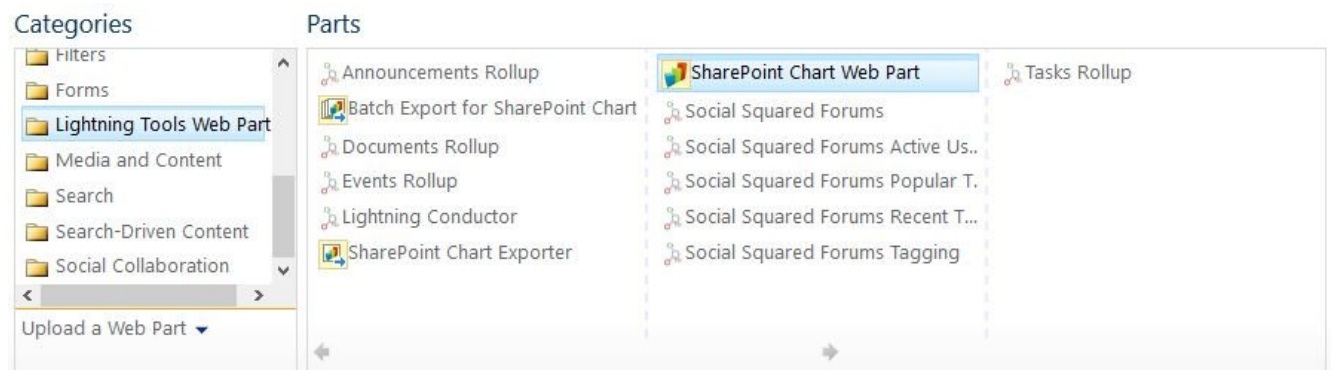 Categories
Parts
Filters
Forms
Lightning Tools Web Part
Media and Content
Search
Search-Driven Content
Social Collaboration
Upload a Web Part
Announcements Rollup
Batch Export for SharePoint Chart
Documents Rollup
Events Rollup
Lightning Conductor
SharePoint Chart Exporter
SharePoint Chart Web Part
Social Squared Forums
Social Squared Forums Active Us..
Social Squared Forums Popular T.
Social Squared Forums Recent T...
Social Squared Forums Tagging
Tasks Rollup